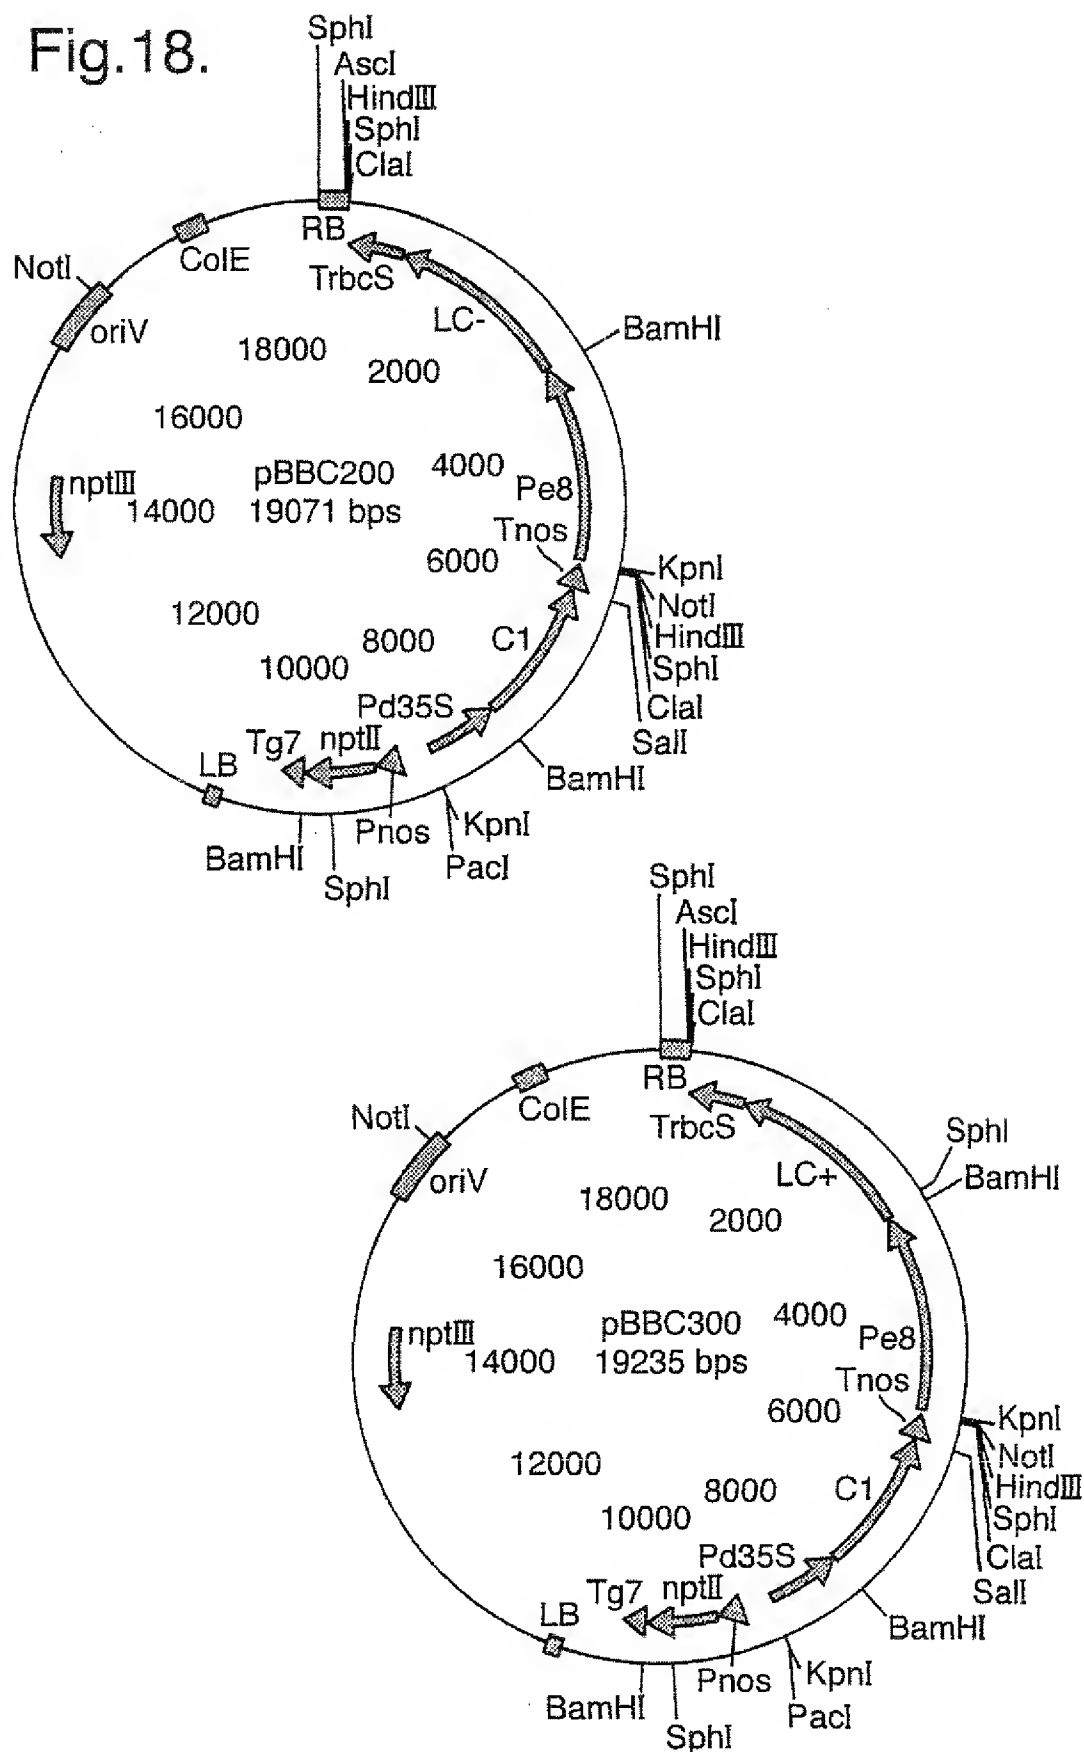 Fig.18.
SphI
AscI
HindIII
SphI
ClaI
RB
ColE
TrbcS
NotI
oriV
LC-
BamHI
18000
2000
16000
nptIII
pBBC200
4000
Pe8
14000
19071 bps
Tnos
6000
KpnI
NotI
HindIII
SphI
ClaI
SalI
12000
8000
C1
10000
Pd35S
Tg7
nptII
LB
BamHI
Pnos
KpnI
BamHI
SphI
PacI
SphI
AscI
HindIII
SphI
ClaI
RB
ColE
TrbcS
NotI
oriV
LC+
SphI
BamHI
18000
2000
16000
nptIII
pBBC300
4000
Pe8
14000
19235 bps
Tnos
6000
KpnI
NotI
HindIII
SphI
ClaI
SalI
12000
8000
C1
10000
Pd35S
Tg7
nptII
LB
BamHI
Pnos
KpnI
BamHI
SphI
PacI